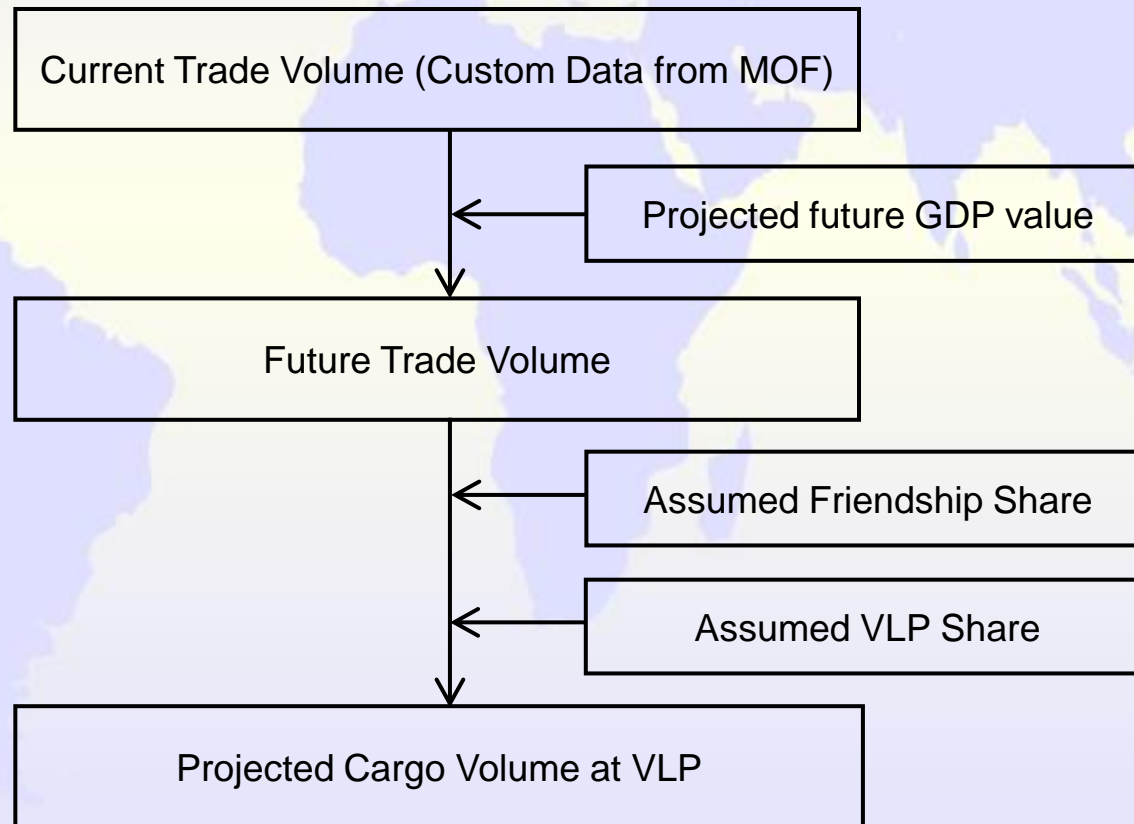 Current Trade Volume (Custom Data from MOF)
Projected future GDP value
Future Trade Volume
Assumed Friendship Share
Assumed VLP Share
Projected Cargo Volume at VLP